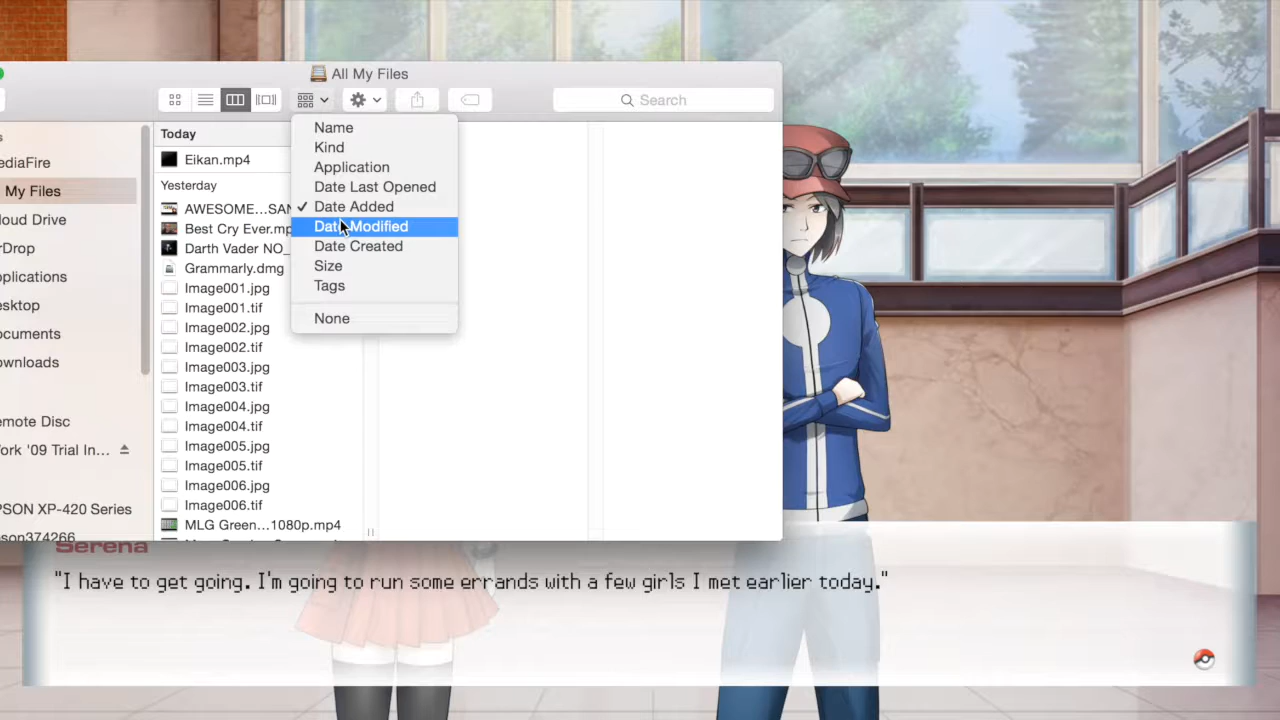 All My Files
Search
s
ediaFire
My Files
loud Drive
rDrop
pplications
esktop
ocuments
ownloads
emote Disc
ork '09 Trial In...
PSON XP-420 Series
son374266
Today
Eikan.mp4
Yesterday
AWESOME...SAN
Best Cry Ever.mp
Darth Vader NO_
Grammarly.dmg
Image001.jpg
Image001.tif
Image002.jpg
Image002.tif
Image003.jpg
Image003.tif
Image004.jpg
Image004.tif
Image005.jpg
Image005.tif
Image006.jpg
Image006.tif
MLG Green...1080p.mp4
Name
Kind
Application
Date Last Opened
✓ Date Added
Date Modified
Date Created
Size
Tags
None
Serena
"I have to get going. I'm going to run some errands with a few girls I met earlier today."